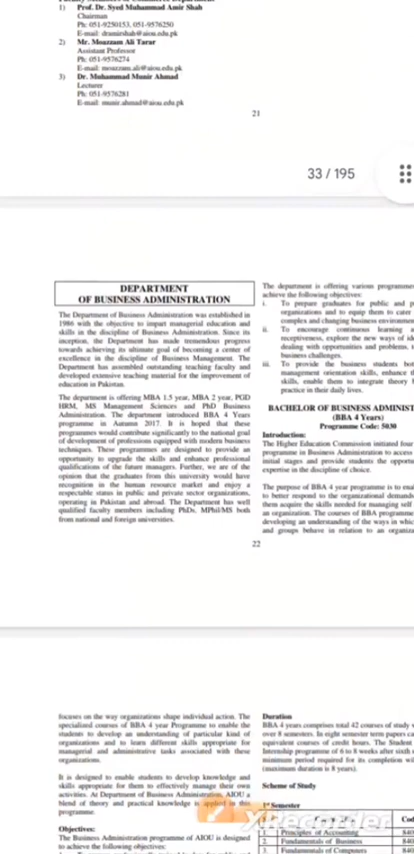 1) Prof. Dr. Syed Muhammad Amir Shah
Chairman
Ph: 051-9250153, 051-9576250
E-mail: dramirshah@aiou.edu.pk
2) Mr. Moazzam Ali Tarar
Assistant Professor
Ph: 051-9576274
E-mail: moazzam.ali@aiou.edu.pk
3) Dr. Muhammad Munir Ahmad
Lecturer
Ph: 051-9576281
E-mail: munir.ahmad@aiou.edu.pk
21
33 / 195
DEPARTMENT
OF BUSINESS ADMINISTRATION
The Department of Business Administration was established in
1986 with the objective to impart managerial education and
skills in the discipline of Business Administration. Since its
inception, the Department has made tremendous progress
towards achieving its ultimate goal of becoming a center of
excellence in the discipline of Business Management. The
Department has assembled outstanding teaching faculty and
developed extensive teaching material for the improvement of
education in Pakistan.
The department is offering MBA 1.5 year, MBA 2 year, PGD
HRM, MS Management Sciences and PhD Business
Administration. The department introduced BBA 4 Years
programme in Autumn 2017. It is hoped that these
programmes would contribute significantly to the national goal
of development of professions equipped with modern business
techniques. These programmes are designed to provide an
opportunity to upgrade the skills and enhance professional
qualifications of the future managers. Further, we are of the
opinion that the graduates from this university would have
recognition in the human resource market and enjoy a
respectable status in public and private sector organizations,
operating in Pakistan and abroad. The Department has well
qualified faculty members including PhDs, MPhil/MS both
from national and foreign universities.
The department is offering various programmes
achieve the following objectives:
i. To prepare graduates for public and p
organizations and to equip them to cater
complex and changing business environmen
ii. To encourage continuous learning a
receptiveness, explore the new ways of id
dealing with opportunities and problems, t
business challenges.
iii. To provide the business students bot
management orientation skills, enhance th
skills, enable them to integrate theory
practice in their daily lives.
BACHELOR OF BUSINESS ADMINIST
(BBA 4 Years)
Programme Code: 5030
Introduction:
The Higher Education Commission initiated four
programme in Business Administration to access
initial stages and provide students the opportu
expertise in the discipline of choice.
The purpose of BBA 4 year programme is to ena
to better respond to the organizational demands
them acquire the skills needed for managing self
an organization. The courses of BBA programme
developing an understanding of the ways in whic
and groups behave in relation to an organiza
22
focuses on the way organizations shape individual action. The
specialized courses of BBA 4 year Programme to enable the
students to develop an understanding of particular kind of
organizations and to learn different skills appropriate for
managerial and administrative tasks associated with these
organizations.
It is designed to enable students to develop knowledge and
skills appropriate for them to effectively manage their own
activities. At Department of Business Administration, AIOU a
blend of theory and practical knowledge is applied in this
programme.
Objectives:
The Business Administration programme of AIOU is designed
to achieve the following objectives:
Duration
BBA 4 years comprises total 42 courses of study
over 8 semesters. In eight semester term papers ca
equivalent courses of credit hours. The Student
Internship programme of 6 to 8 weeks after sixth
minimum period required for its completion wil
(maximum duration is 8 years).
Scheme of Study
1st Semester
Cod
1. Principles of Accounting 840
2. Fundamentals of Business 840
3. Fundamentals of Computers 840
XRecorder